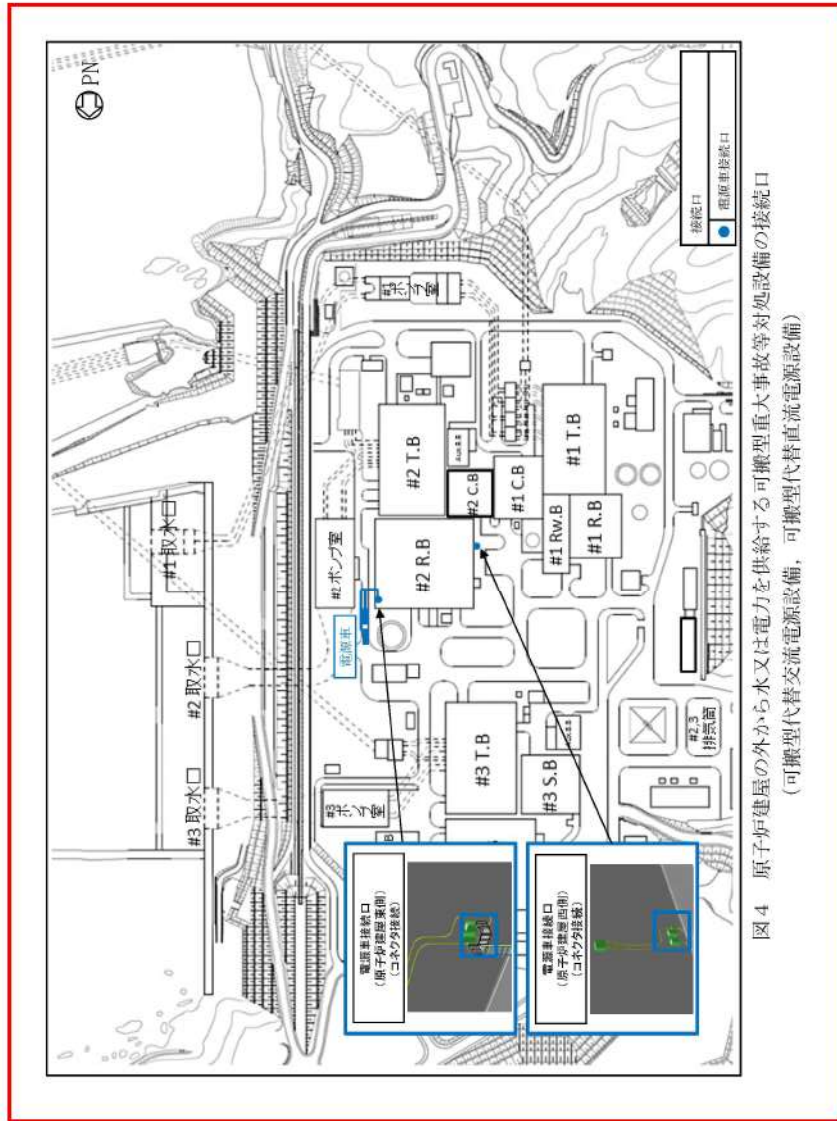 PN
#1 取水口
#2 取水口
#3 取水口
#1 ポンプ室
#2 ポンプ室
#3 ポンプ室
電源車
#2 T.B
#2 R.B
#2 C.B
#1 C.B
#1 T.B
#1 Rw.B
#1 R.B
#3 T.B
#3 S.B
#2,3
排気筒
電源車接続口
(原子炉建屋東側)
(コネクタ接続)
電源車接続口
(原子炉建屋西側)
(コネクタ接続)
接続口
電源車接続口
図4 原子炉建屋の外から水又は電力を供給する可搬型重大事故等対処設備の接続口
(可搬型代替交流電源設備,可搬型代替直流電源設備)